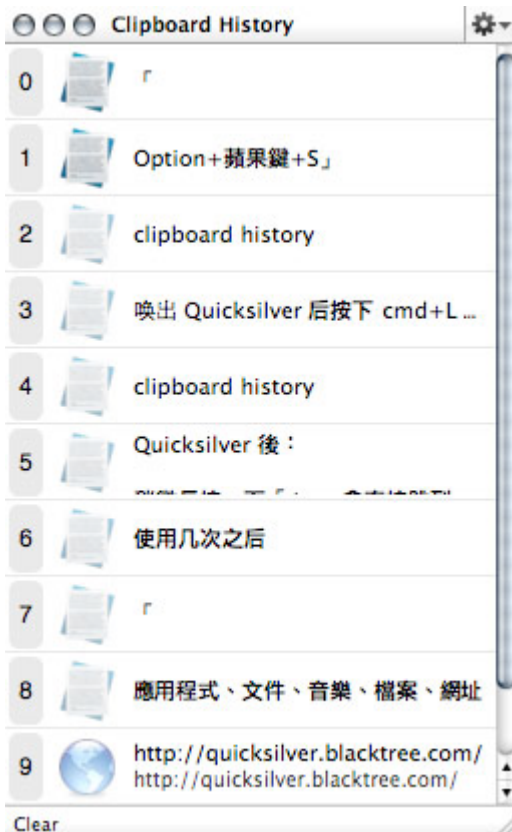 Clipboard History
0
「
1
Option+蘋果鍵+S」
2
clipboard history
3
唤出 Quicksilver 后按下 cmd+L ...
4
clipboard history
5
Quicksilver 後：
6
使用几次之后
7
「
8
應用程式、文件、音樂、檔案、網址
9
http://quicksilver.blacktree.com/
http://quicksilver.blacktree.com/
Clear